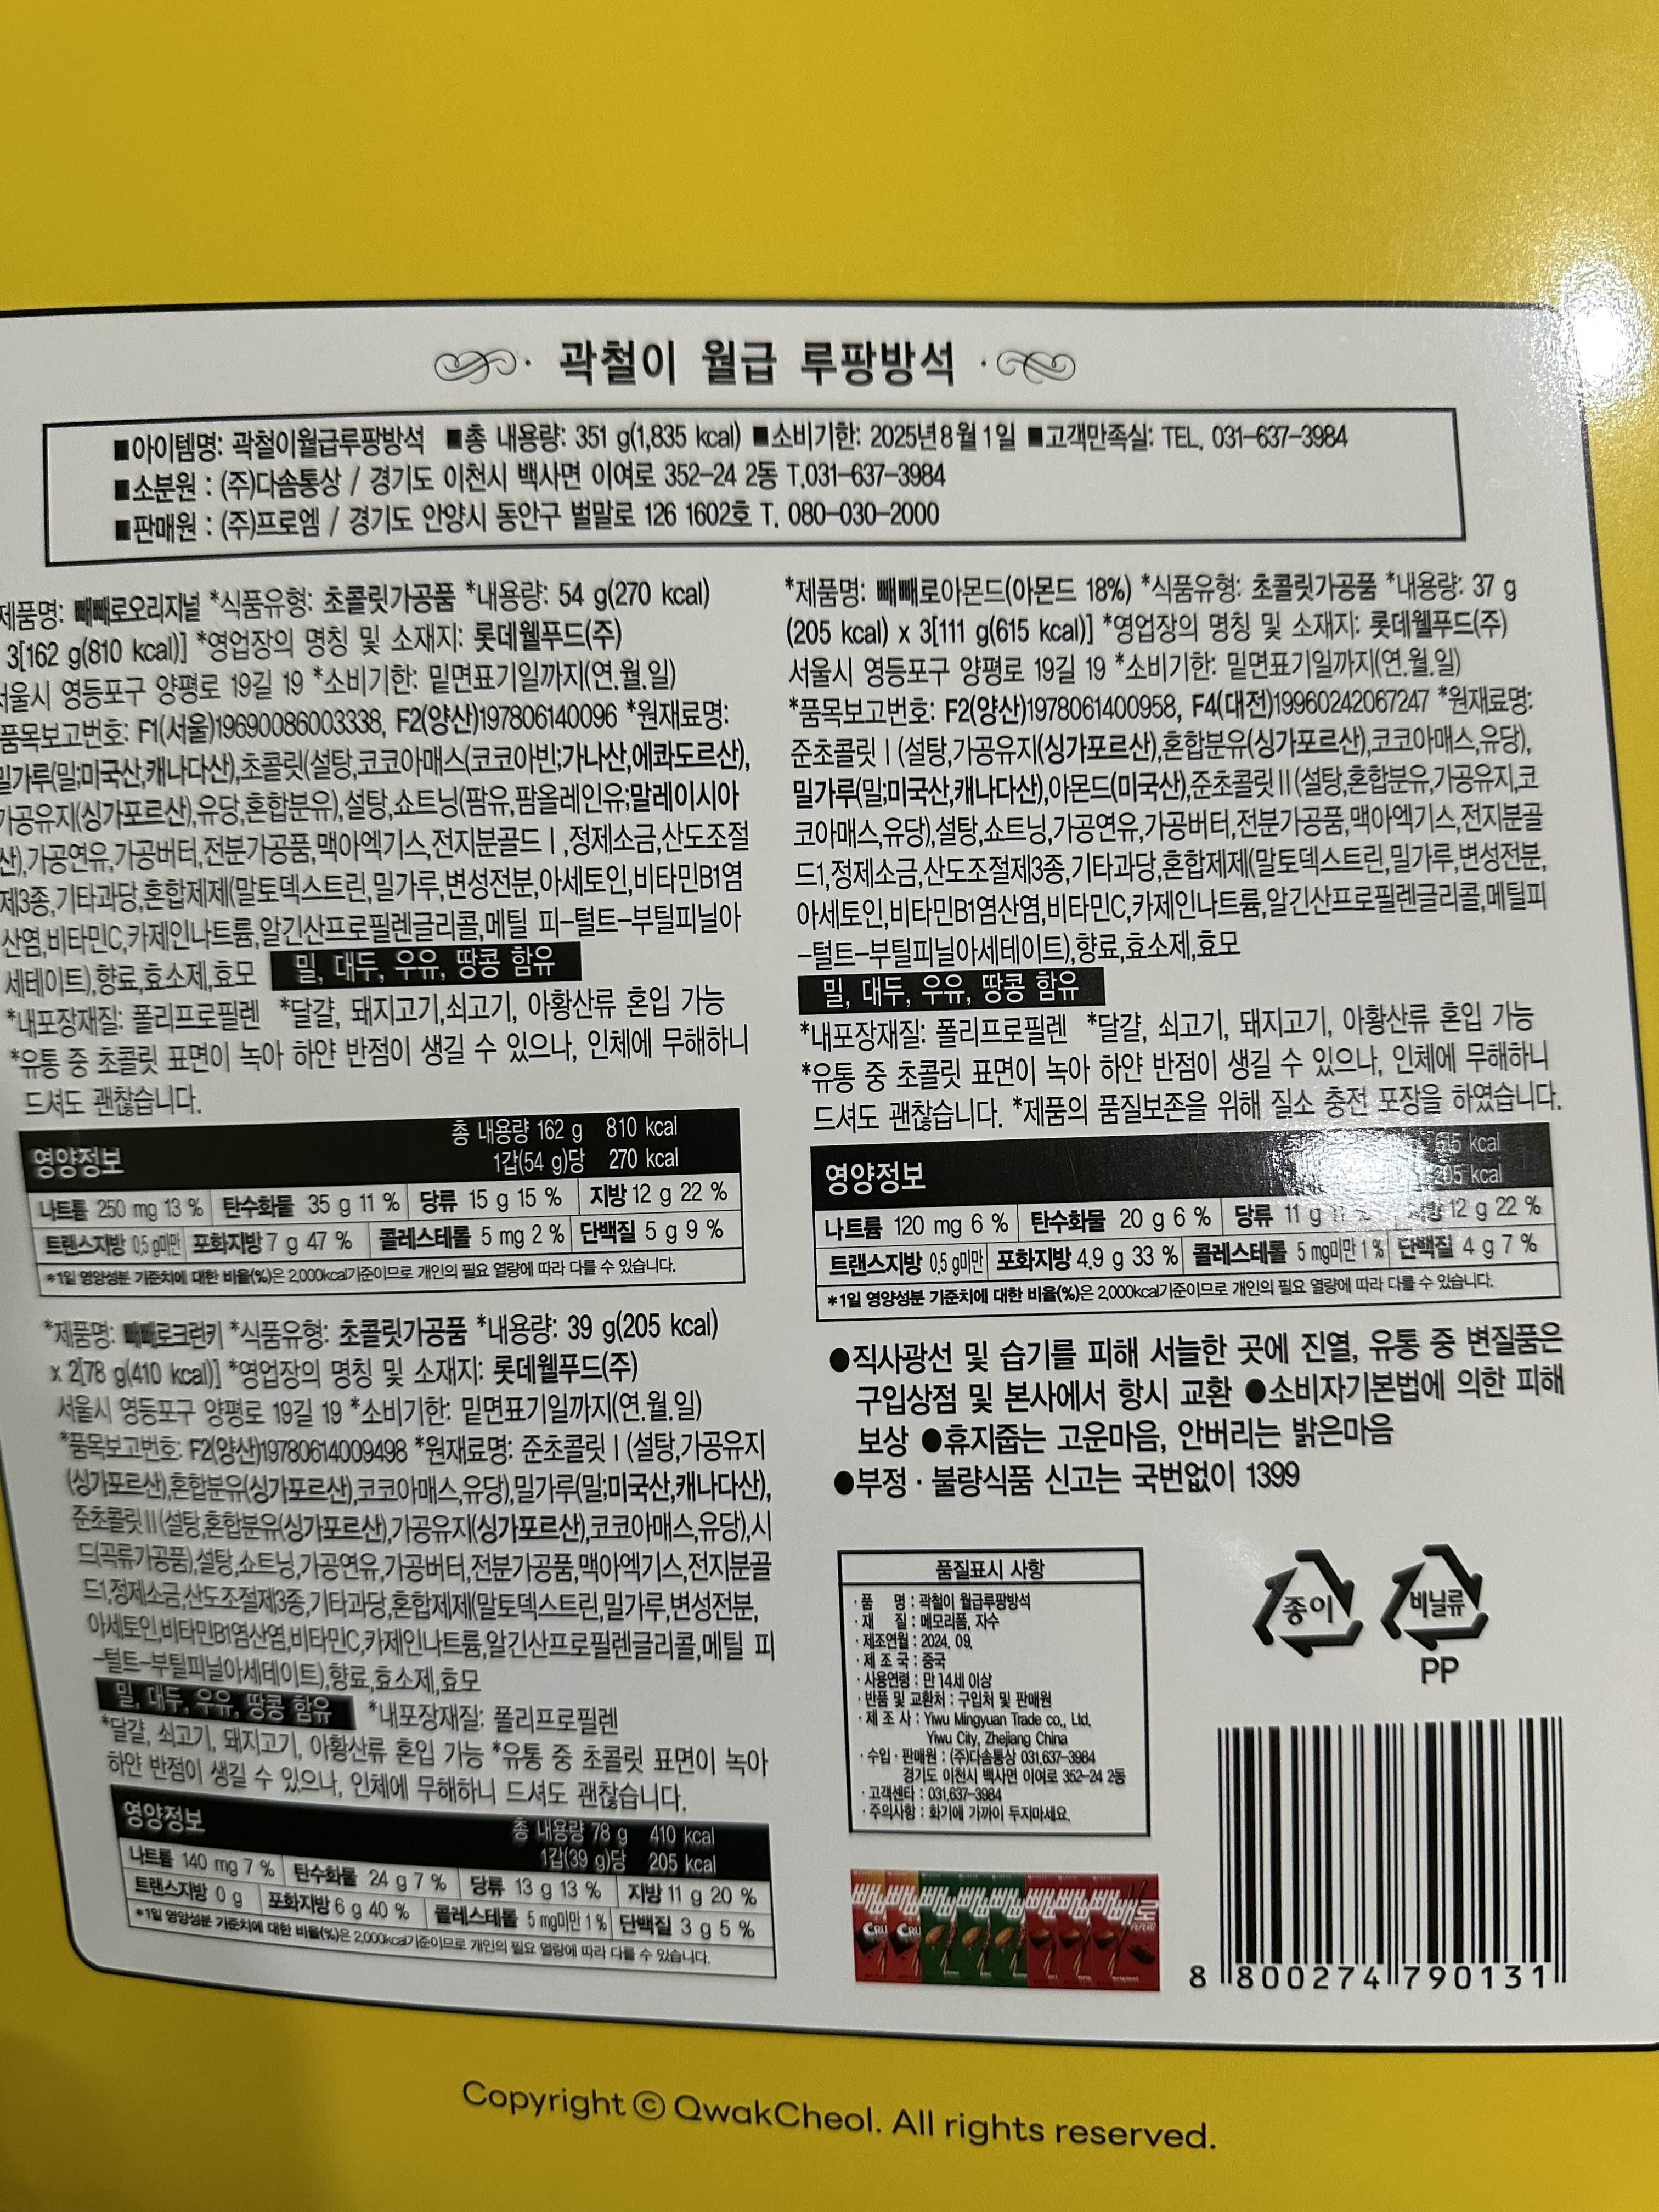 곽철이 월급 루팡방석
■아이템명: 곽철이월급루팡방석 ■총 내용량: 351 g(1,835 kcal) ■소비기한: 2025년8월1일 ■고객만족실: TEL. 031-637-3984
■소분원 : (주)다솜통상 / 경기도 이천시 백사면 이여로 352-24 2동 T.031-637-3984
■판매원 : (주)프로엠 / 경기도 안양시 동안구 벌말로 126 1602호 T. 080-030-2000
제품명: 빼빼로오리지널 *식품유형: 초콜릿가공품 *내용량: 54 g(270 kcal)
3[162 g(810 kcal)] *영업장의 명칭 및 소재지: 롯데웰푸드(주)
서울시 영등포구 양평로 19길 19 *소비기한: 밑면표기일까지(연.월.일)
품목보고번호: F1(서울)19690086003338, F2(양산)197806140096 *원재료명:
밀가루(밀;미국산,캐나다산),초콜릿(설탕,코코아매스(코코아빈;가나산,에콰도르산),
가공유지(싱가포르산),유당,혼합분유),설탕,쇼트닝(팜유,팜올레인유;말레이시아
산),가공연유,가공버터,전분가공품,맥아엑기스,전지분골드Ⅰ,정제소금,산도조절
제3종,기타과당,혼합제제(말토덱스트린,밀가루,변성전분,아세토인,비타민B1염
산염,비타민C,카제인나트륨,알긴산프로필렌글리콜,메틸 피-털트-부틸피닐아
세테이트),향료,효소제,효모 밀, 대두, 우유, 땅콩 함유
*내포장재질: 폴리프로필렌 *달걀, 돼지고기,쇠고기, 아황산류 혼입 가능
*유통 중 초콜릿 표면이 녹아 하얀 반점이 생길 수 있으나, 인체에 무해하니
드셔도 괜찮습니다.
영양정보 총 내용량 162 g 810 kcal
1갑(54 g)당 270 kcal
나트륨 250 mg 13 % 탄수화물 35 g 11 % 당류 15 g 15 % 지방 12 g 22 %
트랜스지방 0.5 g미만 포화지방 7 g 47 % 콜레스테롤 5 mg 2 % 단백질 5 g 9 %
*1일 영양성분 기준치에 대한 비율(%)은 2,000kcal기준이므로 개인의 필요 열량에 따라 다를 수 있습니다.
*제품명: 빼빼로크런키 *식품유형: 초콜릿가공품 *내용량: 39 g(205 kcal)
x 2[78 g(410 kcal)] *영업장의 명칭 및 소재지: 롯데웰푸드(주)
서울시 영등포구 양평로 19길 19 *소비기한: 밑면표기일까지(연.월.일)
*품목보고번호: F2(양산)19780614009498 *원재료명: 준초콜릿Ⅰ(설탕,가공유지
(싱가포르산),혼합분유(싱가포르산),코코아매스,유당),밀가루(밀;미국산,캐나다산),
준초콜릿Ⅱ(설탕,혼합분유(싱가포르산),가공유지(싱가포르산),코코아매스,유당),시
드(곡류가공품),설탕,쇼트닝,가공연유,가공버터,전분가공품,맥아엑기스,전지분골
드1,정제소금,산도조절제3종,기타과당,혼합제제(말토덱스트린,밀가루,변성전분,
아세토인,비타민B1염산염,비타민C,카제인나트륨,알긴산프로필렌글리콜,메틸 피
-털트-부틸피닐아세테이트),향료,효소제,효모
밀, 대두, 우유, 땅콩 함유 *내포장재질: 폴리프로필렌
*달걀, 쇠고기, 돼지고기, 아황산류 혼입 가능 *유통 중 초콜릿 표면이 녹아
하얀 반점이 생길 수 있으나, 인체에 무해하니 드셔도 괜찮습니다.
영양정보 총 내용량 78 g 410 kcal
1갑(39 g)당 205 kcal
나트륨 140 mg 7 % 탄수화물 24 g 7 % 당류 13 g 13 % 지방 11 g 20 %
트랜스지방 0 g 포화지방 6 g 40 % 콜레스테롤 5 mg미만 1 % 단백질 3 g 5 %
*1일 영양성분 기준치에 대한 비율(%)은 2,000kcal기준이므로 개인의 필요 열량에 따라 다를 수 있습니다.
*제품명: 빼빼로아몬드(아몬드 18%) *식품유형: 초콜릿가공품 *내용량: 37 g
(205 kcal) x 3[111 g(615 kcal)] *영업장의 명칭 및 소재지: 롯데웰푸드(주)
서울시 영등포구 양평로 19길 19 *소비기한: 밑면표기일까지(연.월.일)
*품목보고번호: F2(양산)1978061400958, F4(대전)19960242067247 *원재료명:
준초콜릿Ⅰ(설탕,가공유지(싱가포르산),혼합분유(싱가포르산),코코아매스,유당),
밀가루(밀;미국산,캐나다산),아몬드(미국산),준초콜릿Ⅱ(설탕,혼합분유,가공유지,코
코아매스,유당),설탕,쇼트닝,가공연유,가공버터,전분가공품,맥아엑기스,전지분골
드1,정제소금,산도조절제3종,기타과당,혼합제제(말토덱스트린,밀가루,변성전분,
아세토인,비타민B1염산염,비타민C,카제인나트륨,알긴산프로필렌글리콜,메틸피
-털트-부틸피닐아세테이트),향료,효소제,효모
밀, 대두, 우유, 땅콩 함유
*내포장재질: 폴리프로필렌 *달걀, 쇠고기, 돼지고기, 아황산류 혼입 가능
*유통 중 초콜릿 표면이 녹아 하얀 반점이 생길 수 있으나, 인체에 무해하니
드셔도 괜찮습니다. *제품의 품질보존을 위해 질소 충전 포장을 하였습니다.
영양정보 615 kcal
205 kcal
나트륨 120 mg 6 % 탄수화물 20 g 6 % 당류 11 g 지방 12 g 22 %
트랜스지방 0.5 g미만 포화지방 4.9 g 33 % 콜레스테롤 5 mg미만 1 % 단백질 4 g 7 %
*1일 영양성분 기준치에 대한 비율(%)은 2,000kcal기준이므로 개인의 필요 열량에 따라 다를 수 있습니다.
●직사광선 및 습기를 피해 서늘한 곳에 진열, 유통 중 변질품은
구입상점 및 본사에서 항시 교환 ●소비자기본법에 의한 피해
보상 ●휴지줍는 고운마음, 안버리는 밝은마음
●부정 · 불량식품 신고는 국번없이 1399
품질표시 사항
· 품 명 : 곽철이 월급루팡방석
· 재 질 : 메모리폼, 자수
· 제조연월 : 2024. 09.
· 제 조 국 : 중국
· 사용연령 : 만 14세 이상
· 반품 및 교환처 : 구입처 및 판매원
· 제 조 사 : Yiwu Mingyuan Trade co., Ltd.
Yiwu City, Zhejiang China
· 수입 · 판매원 : (주)다솜통상 031.637-3984
경기도 이천시 백사면 이여로 352-24 2동
· 고객센타 : 031.637-3984
· 주의사항 : 화기에 가까이 두지마세요.
종이 비닐류
PP
8 800274 790131
Copyright ⓒ QwakCheol. All rights reserved.